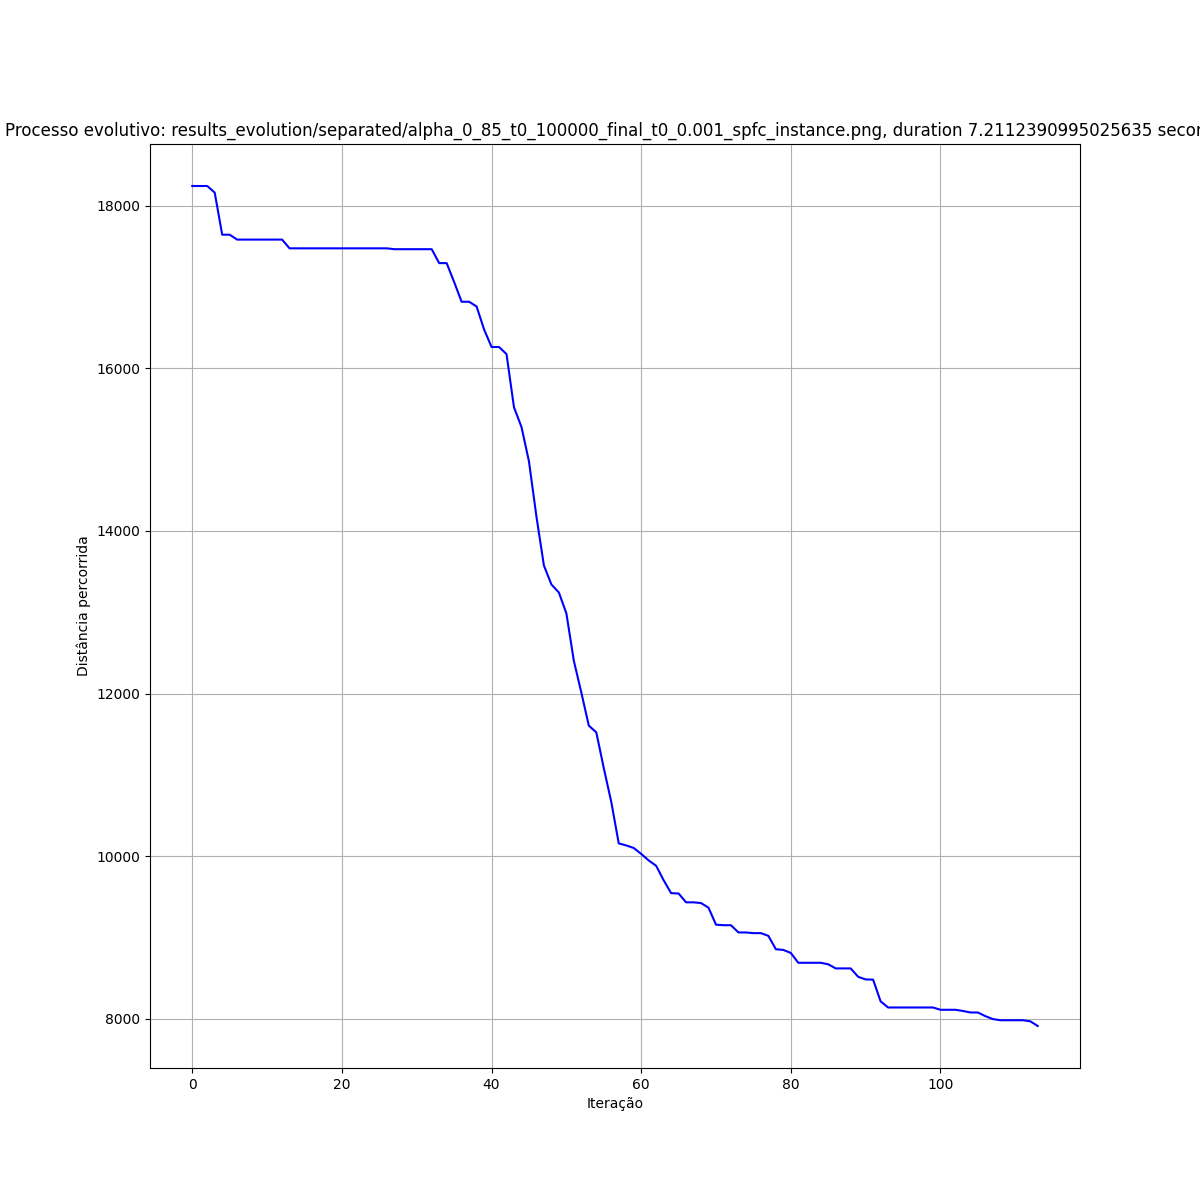 Processo evolutivo: results_evolution/separated/alpha_0_85_t0_100000_final_t0_0.001_spfc_instance.png, duration 7.2112390995025635
18000
16000
14000
12000
10000
8000
Distância percorrida
0 20 40 60 80 100
Iteração